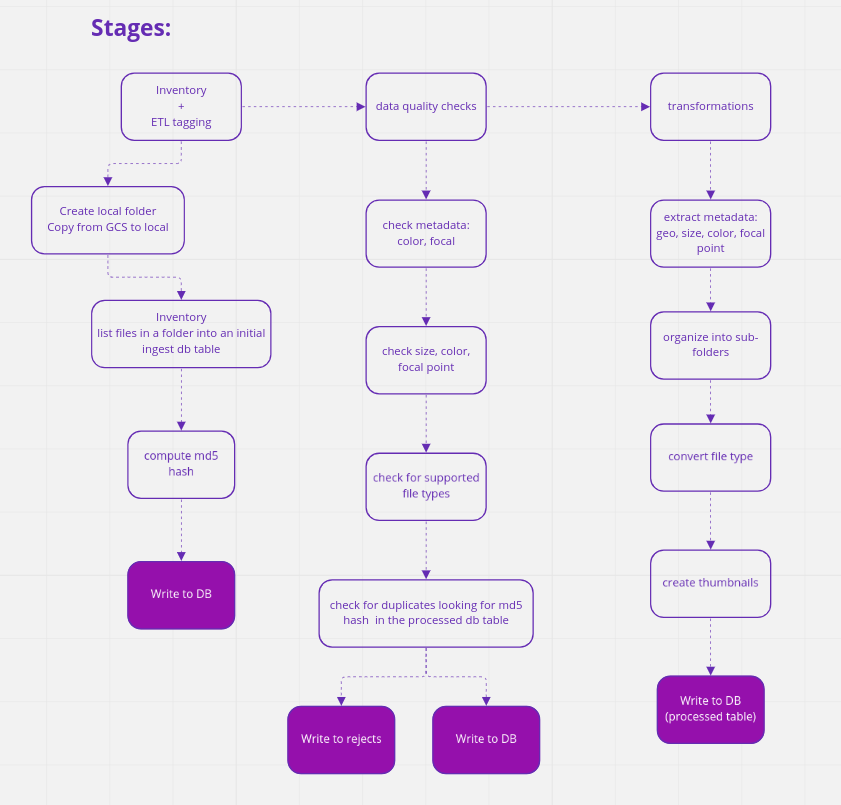 Stages:
Inventory
+
ETL tagging
data quality checks
transformations
Create local folder
Copy from GCS to local
Inventory
list files in a folder into an initial
ingest db table
compute md5
hash
Write to DB
check metadata:
color, focal
check size, color,
focal point
check for supported
file types
check for duplicates looking for md5
hash in the processed db table
Write to rejects
Write to DB
extract metadata:
geo, size, color, focal
point
organize into sub-
folders
convert file type
create thumbnails
Write to DB
(processed table)